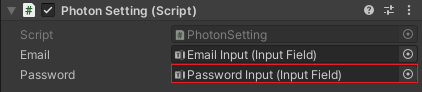 Photon Setting (Script)
Script PhotonSetting
Email Email Input (Input Field)
Password Password Input (Input Field)